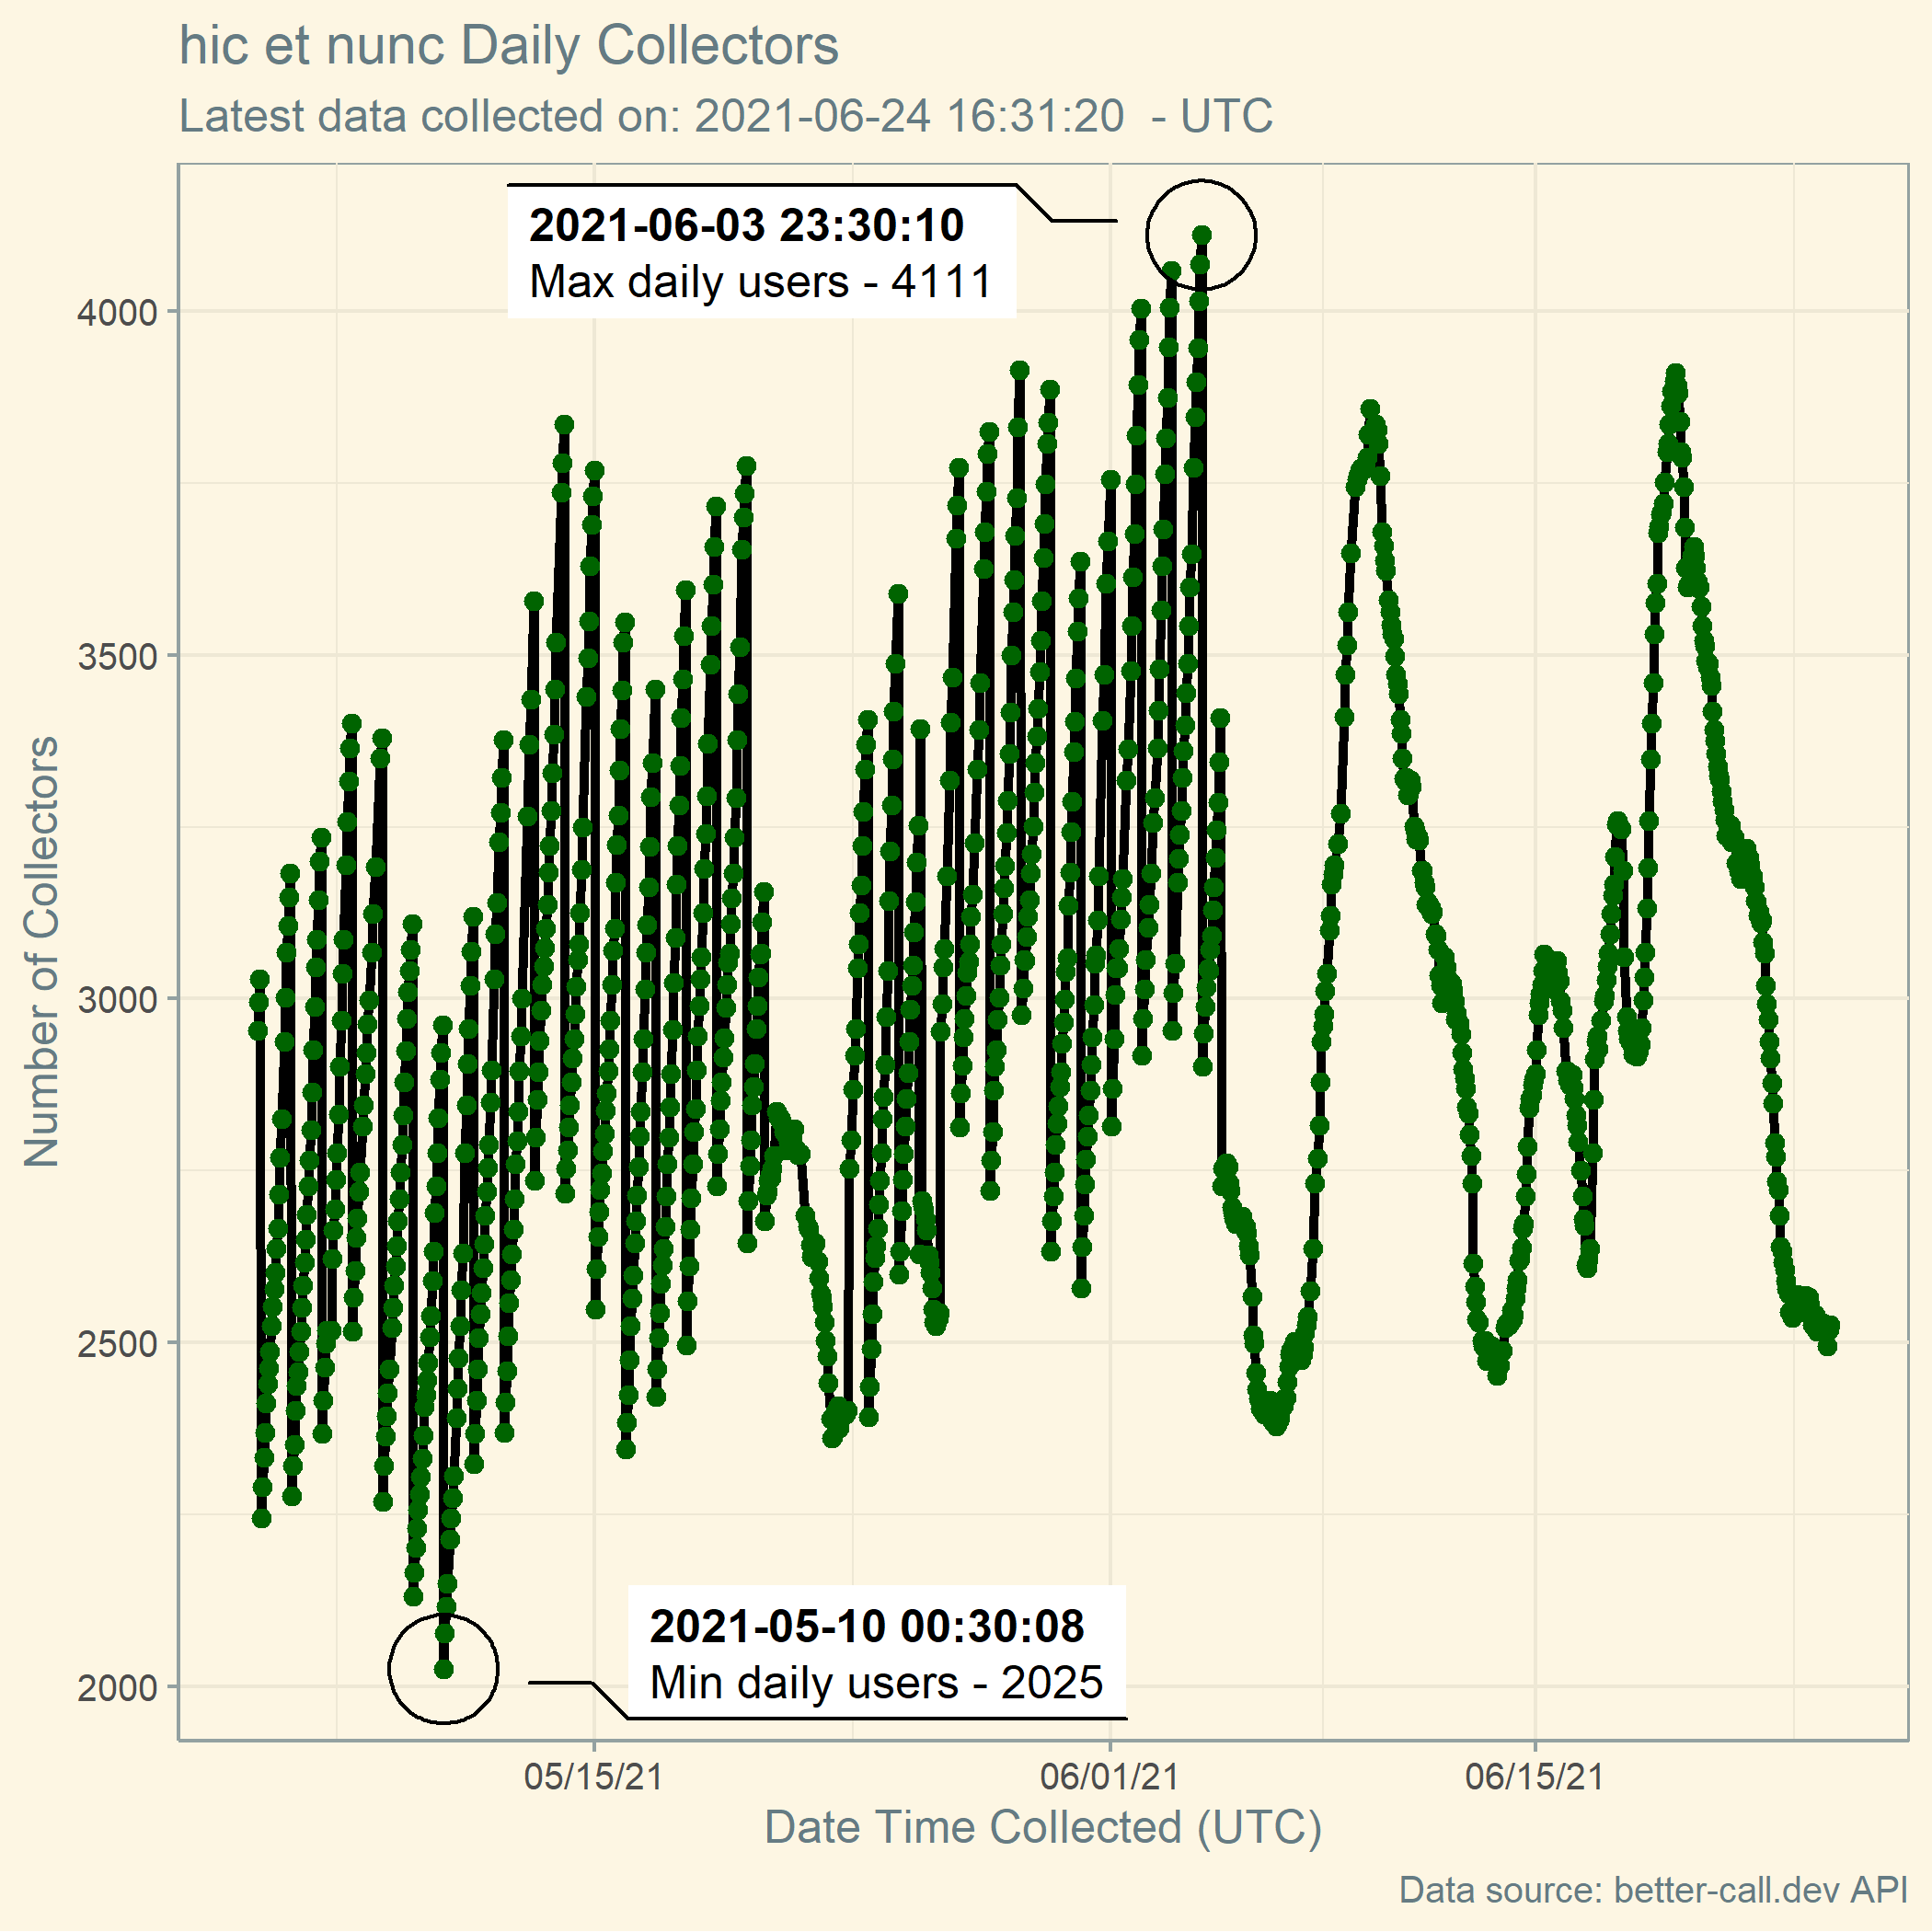 hic et nunc Daily Collectors
Latest data collected on: 2021-06-24 16:31:20  - UTC
2021-06-03 23:30:10
Max daily users - 4111
4000
3500
3000
2500
2000
Number of Collectors
2021-05-10 00:30:08
Min daily users - 2025
05/15/21
06/01/21
06/15/21
Date Time Collected (UTC)
Data source: better-call.dev API